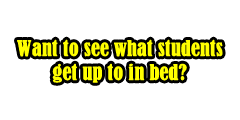 Want to see what students
get up to in bed?